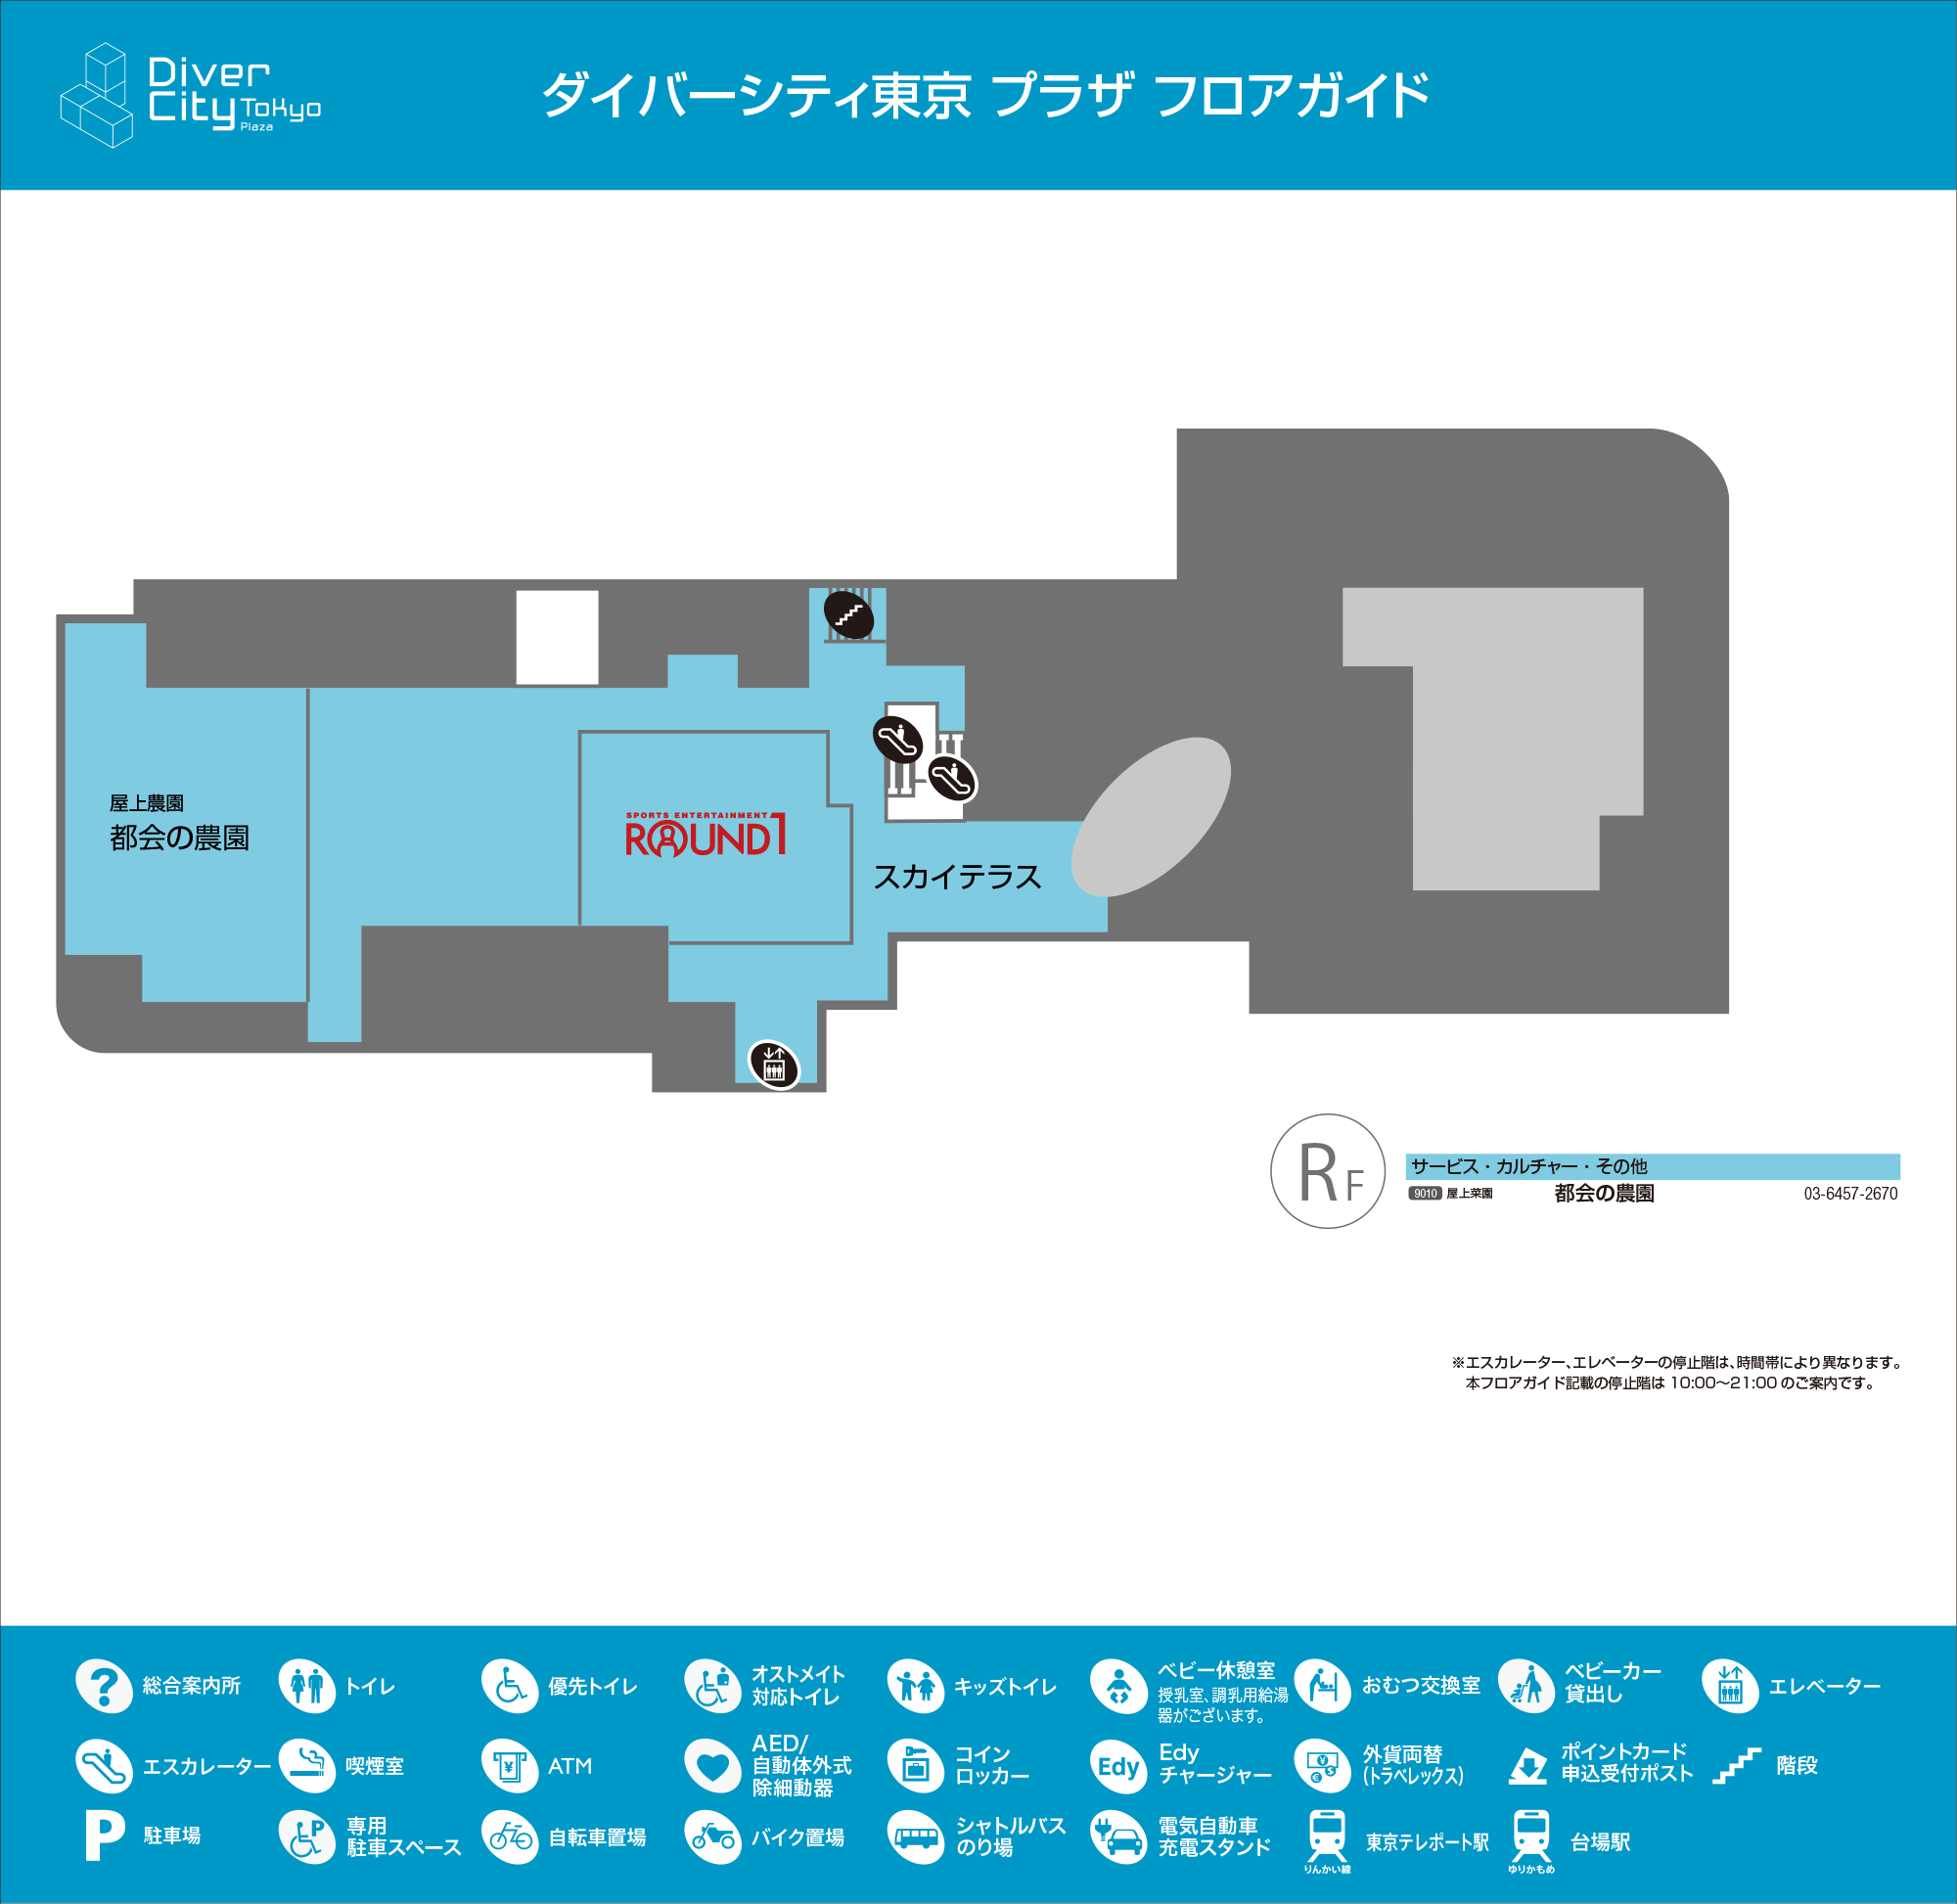 Diver
City Tokyo
Plaza
ダイバーシティ東京 プラザ フロアガイド
屋上農園
都会の農園
SPORTS ENTERTAINMENT
ROUND1
スカイテラス
RF
サービス・カルチャー・その他
9010 屋上菜園 都会の農園 03-6457-2670
※エスカレーター、エレベーターの停止階は、時間帯により異なります。
本フロアガイド記載の停止階は 10:00〜21:00 のご案内です。
総合案内所
トイレ
優先トイレ
オストメイト
対応トイレ
キッズトイレ
ベビー休憩室
授乳室、調乳用給湯
器がございます。
おむつ交換室
ベビーカー
貸出し
エレベーター
エスカレーター
喫煙室
¥
ATM
AED/
自動体外式
除細動器
コイン
ロッカー
Edy
Edy
チャージャー
¥
€
$
外貨両替
(トラベレックス)
ポイントカード
申込受付ポスト
階段
P
駐車場
P
専用
駐車スペース
自転車置場
バイク置場
シャトルバス
のり場
電気自動車
充電スタンド
りんかい線
東京テレポート駅
ゆりかもめ
台場駅